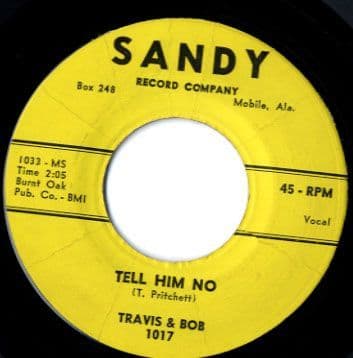 SANDY
RECORD COMPANY
Box 248
Mobile, Ala.
1033 - MS
Time 2:05
Burnt Oak
Pub. Co. - BMI
45 - RPM
Vocal
TELL HIM NO
(T. Pritchett)
TRAVIS & BOB
1017